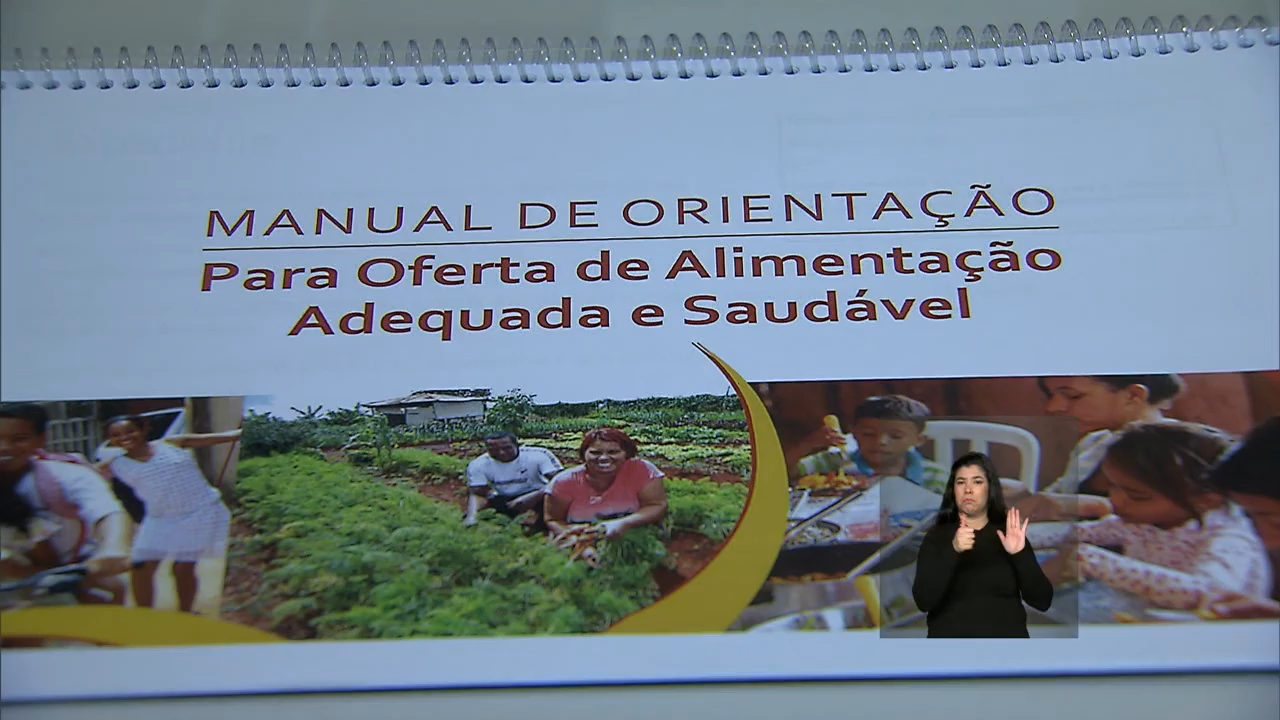 MANUAL DE ORIENTAÇÃO
Para Oferta de Alimentação
Adequada e Saudável